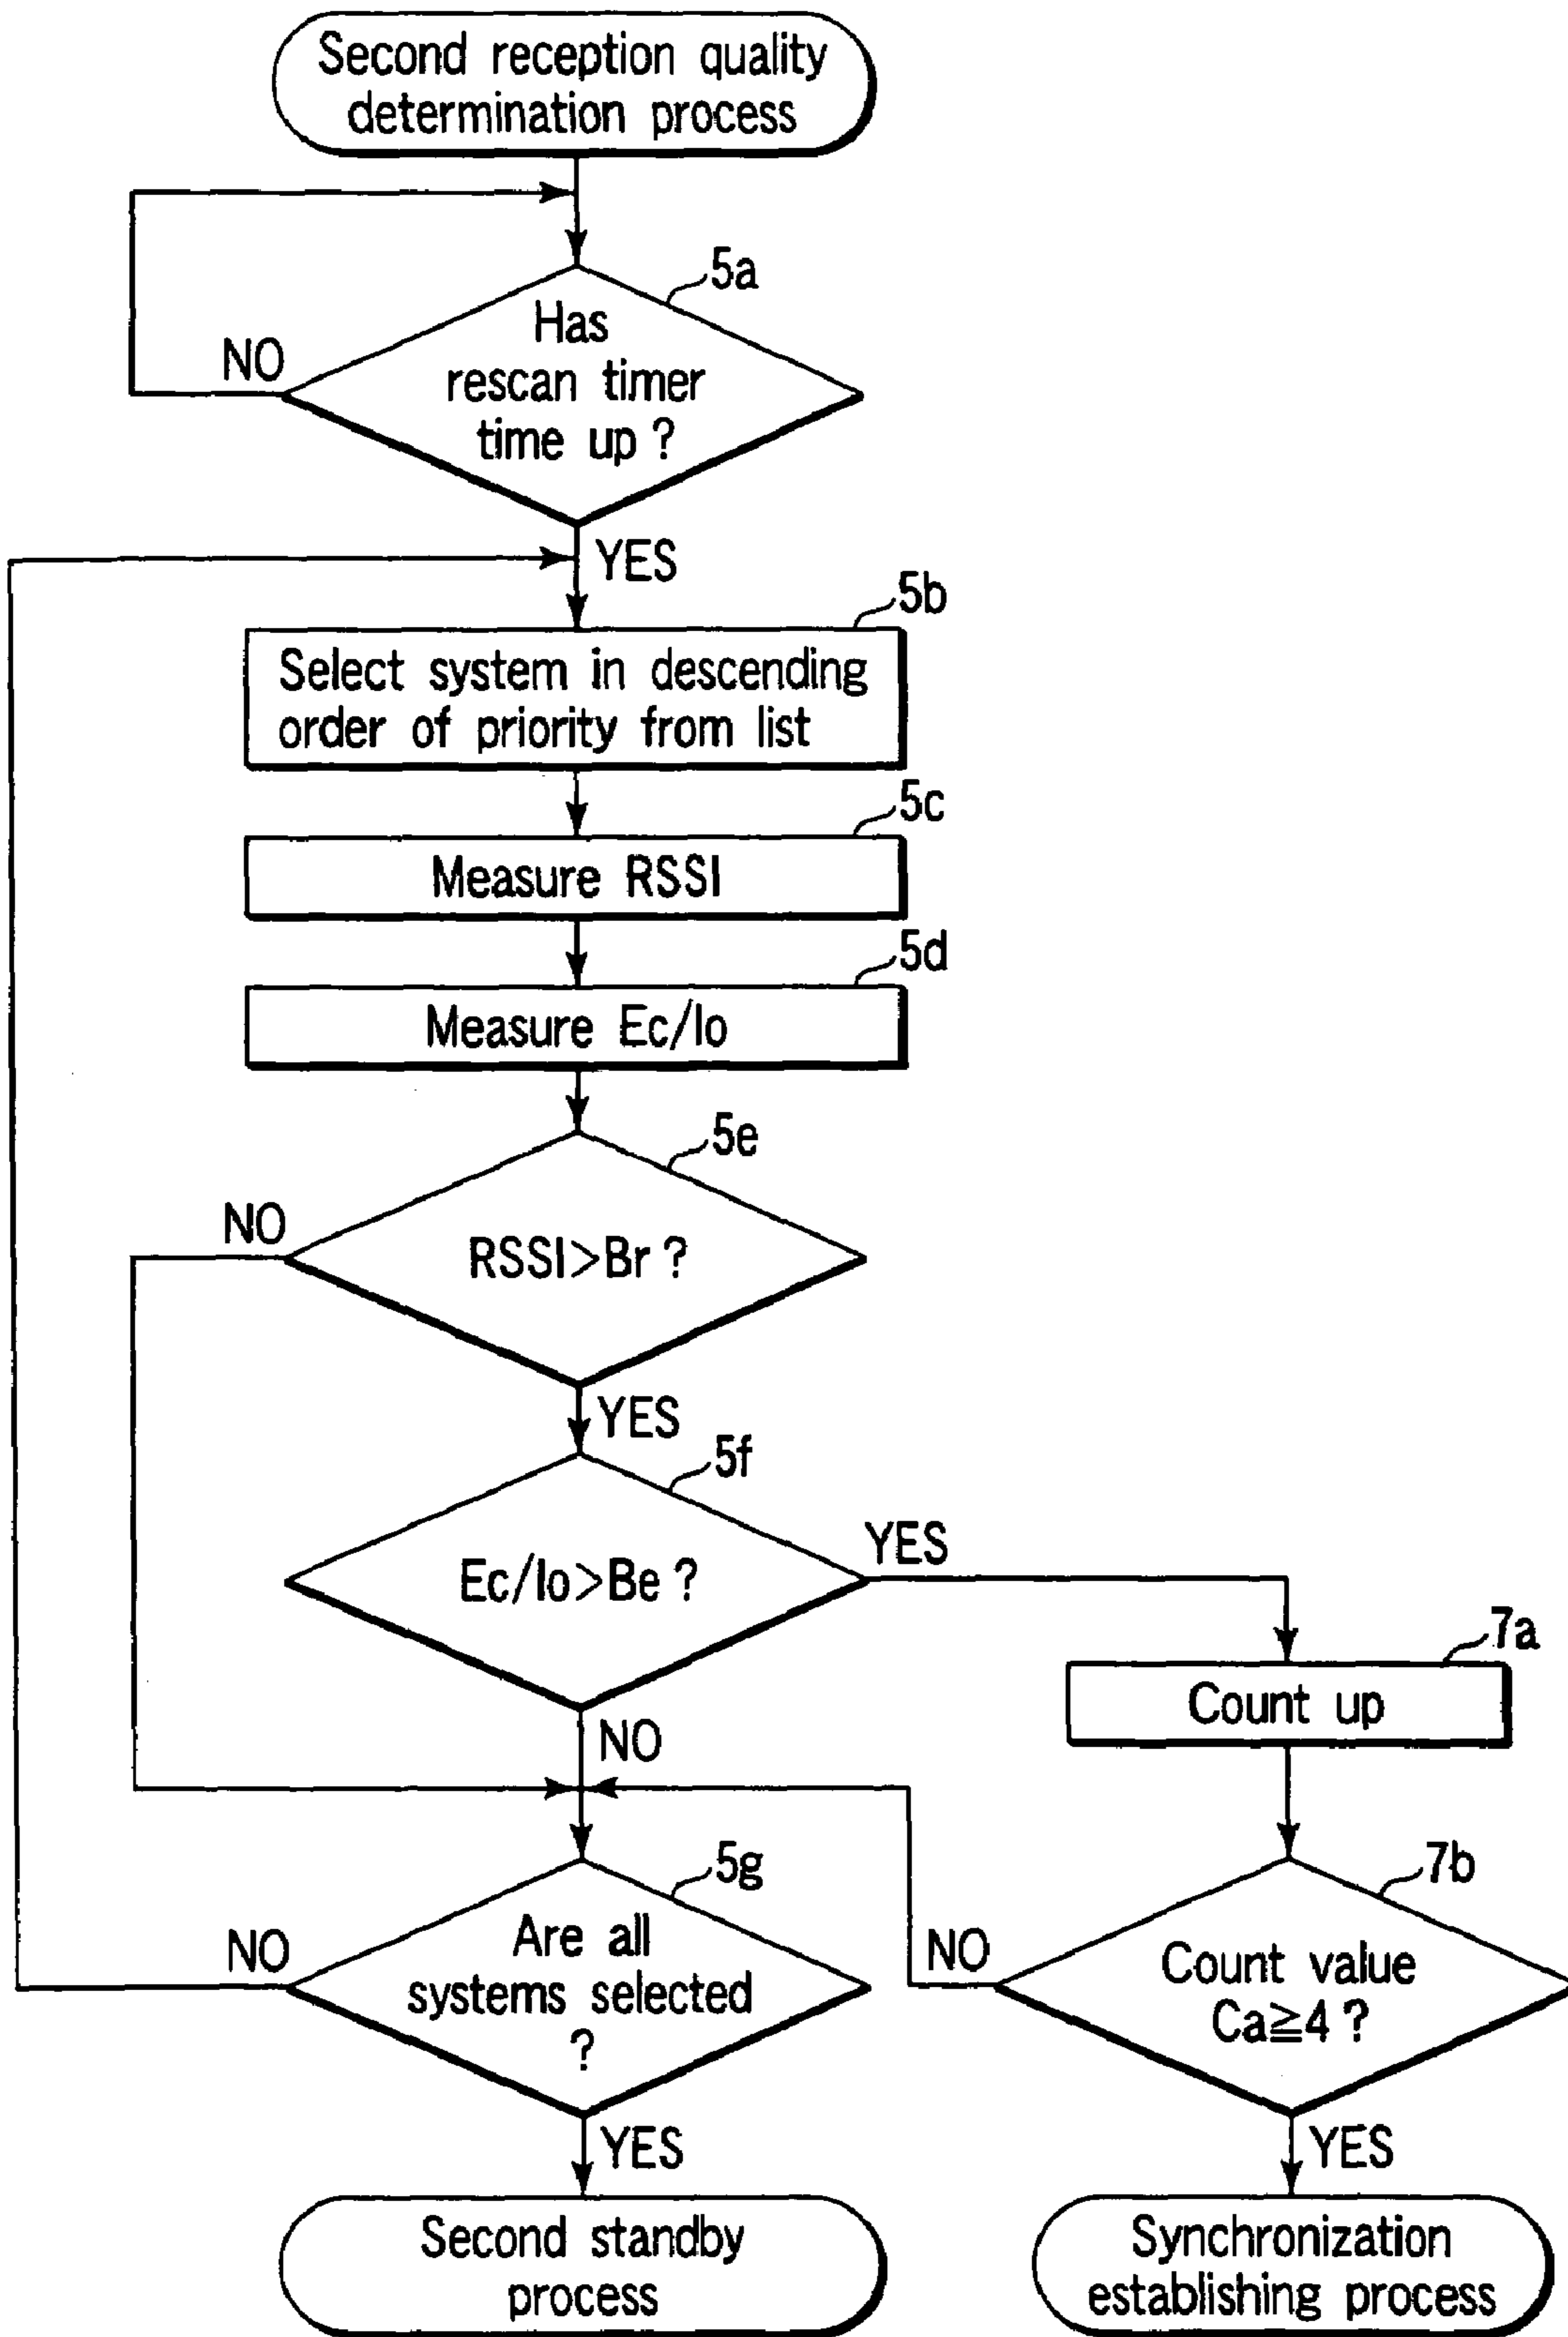 Second reception quality
determination process
5a
Has
rescan timer
time up ?
NO
YES
5b
Select system in descending
order of priority from list
5c
Measure RSSI
5d
Measure Ec/Io
5e
NO
RSSI>Br ?
YES
5f
Ec/Io>Be ?
YES
7a
Count up
NO
5g
7b
NO
Are all
systems selected
?
NO
Count value
Ca≧4 ?
YES
YES
Second standby
process
Synchronization
establishing process